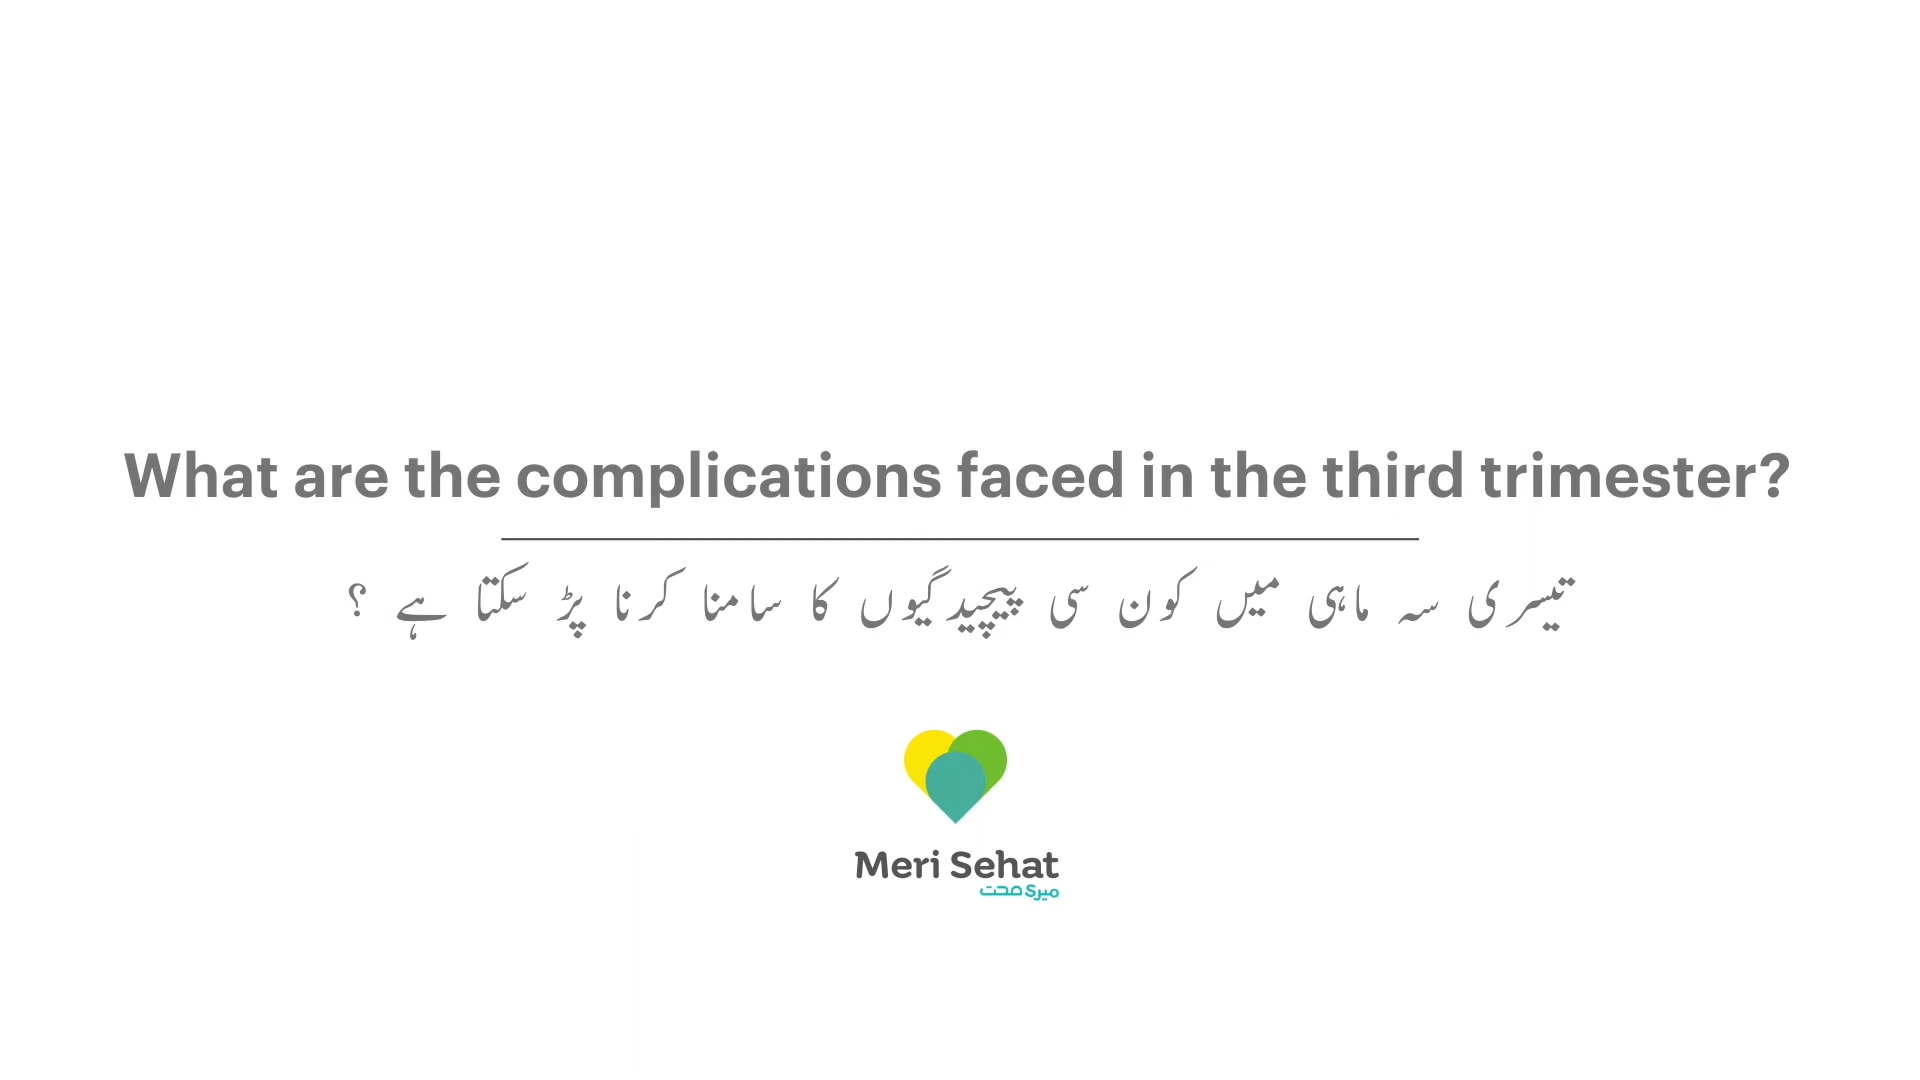 What are the complications faced in the third trimester?
تیسری سہ ماہی میں کون سی پیچیدگیوں کا سامنا کرنا پڑ سکتا ہے ؟
Meri Sehat
میری صحت